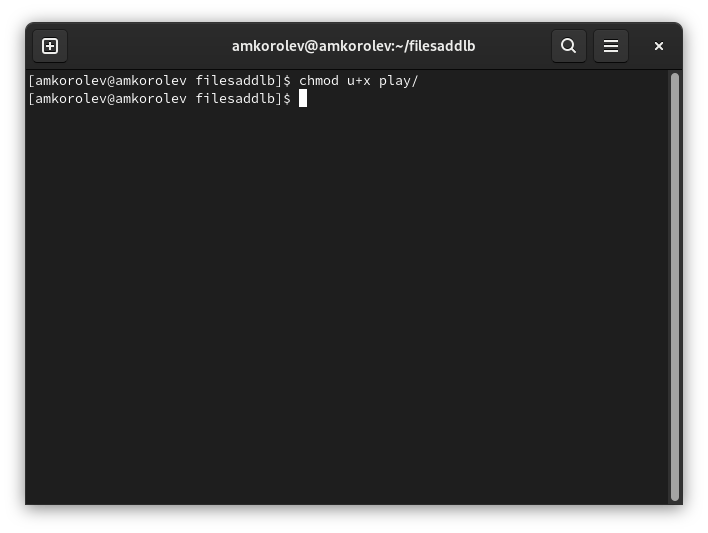 amkorolev@amkorolev:~/filesaddlb
[amkorolev@amkorolev filesaddlb]$ chmod u+x play/
[amkorolev@amkorolev filesaddlb]$